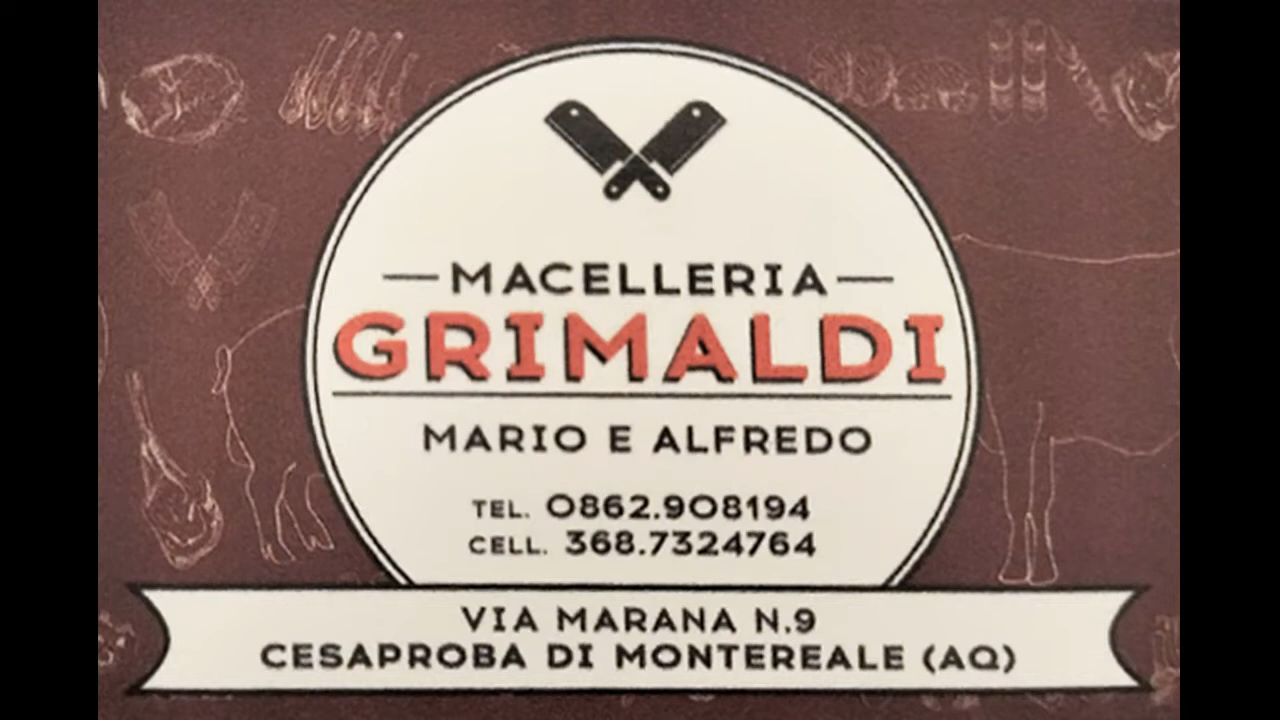 MACELLERIA
GRIMALDI
MARIO E ALFREDO
TEL. 0862.908194
CELL. 368.7324764
VIA MARANA N.9
CESAPROBA DI MONTEREALE (AQ)